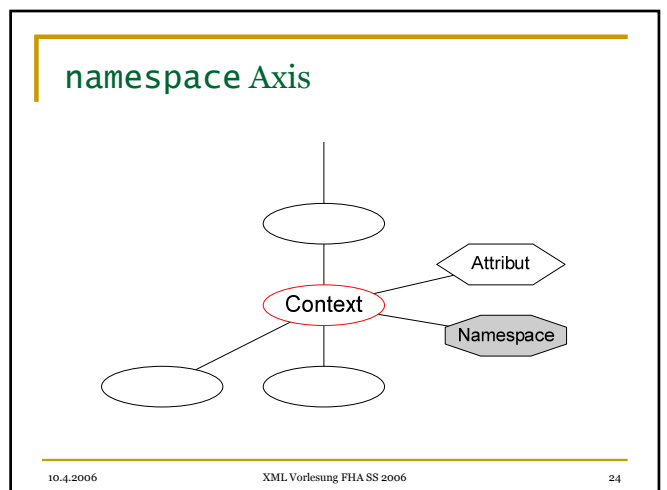 namespace Axis
Attribut
Context
Namespace
10.4.2006 XML Vorlesung FHA SS 2006 24